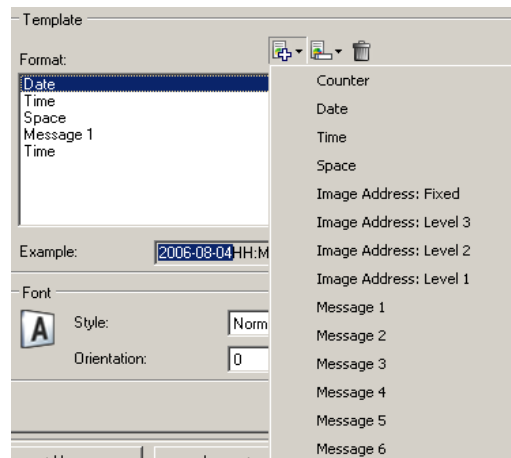 Template
Format:
Date
Time
Space
Message 1
Time
Example:
2006-08-04HH:M
Font
A
Style:
Norm
Orientation:
0
Counter
Date
Time
Space
Image Address: Fixed
Image Address: Level 3
Image Address: Level 2
Image Address: Level 1
Message 1
Message 2
Message 3
Message 4
Message 5
Message 6